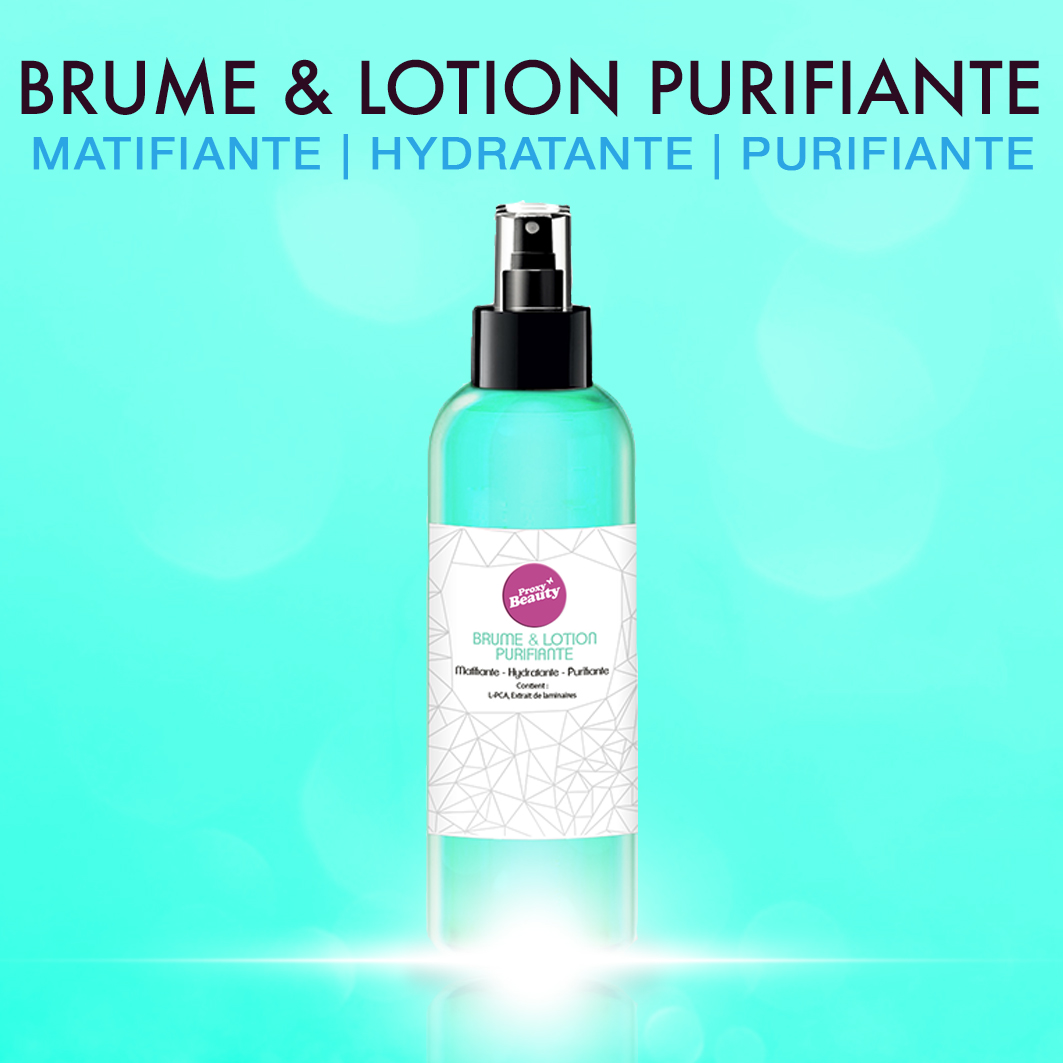 BRUME & LOTION PURIFIANTE
MATIFIANTE | HYDRATANTE | PURIFIANTE
Proxy
Beauty
BRUME & LOTION
PURIFIANTE
Matifiante - Hydratante - Purifiante
Contient :
L-PCA, Extrait de laminaires